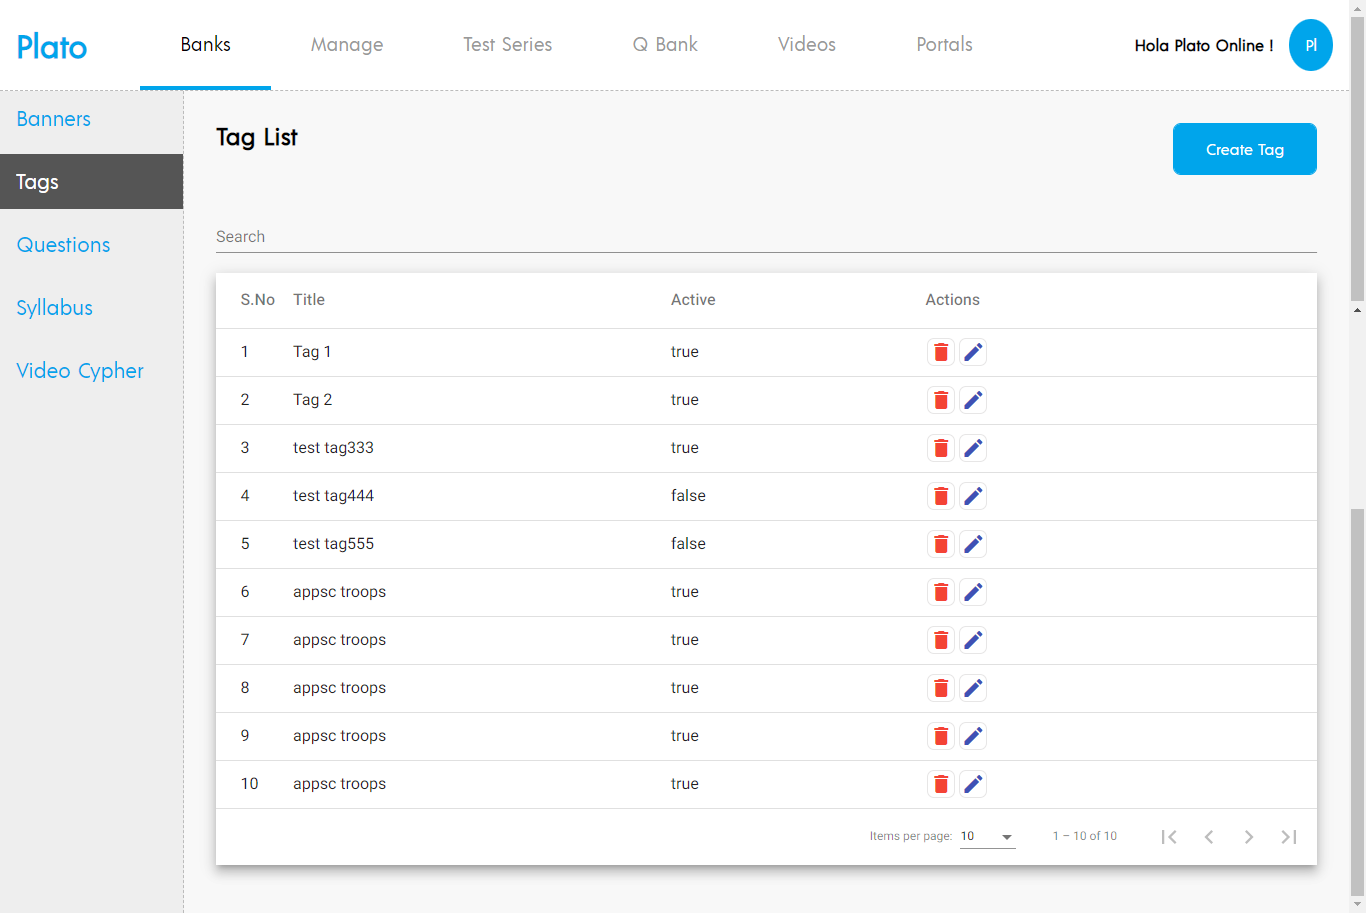 Plato
Banks Manage Test Series Q Bank Videos Portals
Hola Plato Online !
Pl
Banners
Tags
Questions
Syllabus
Video Cypher
Tag List
Create Tag
Search
S.No Title Active Actions
1 Tag 1 true
2 Tag 2 true
3 test tag333 true
4 test tag444 false
5 test tag555 false
6 appsc troops true
7 appsc troops true
8 appsc troops true
9 appsc troops true
10 appsc troops true
Items per page: 10 1 – 10 of 10